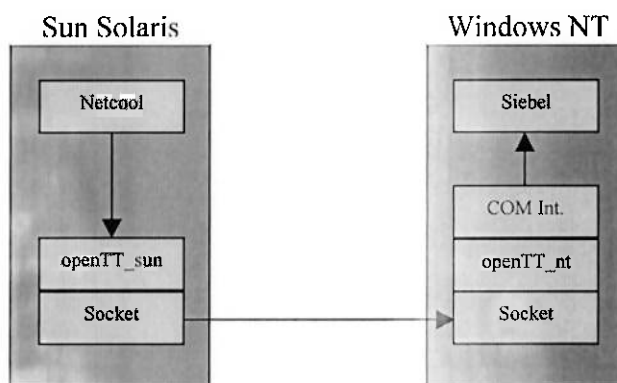 Sun Solaris
Netcool
openTT_sun
Socket
Windows NT
Siebel
COM Int.
openTT_nt
Socket